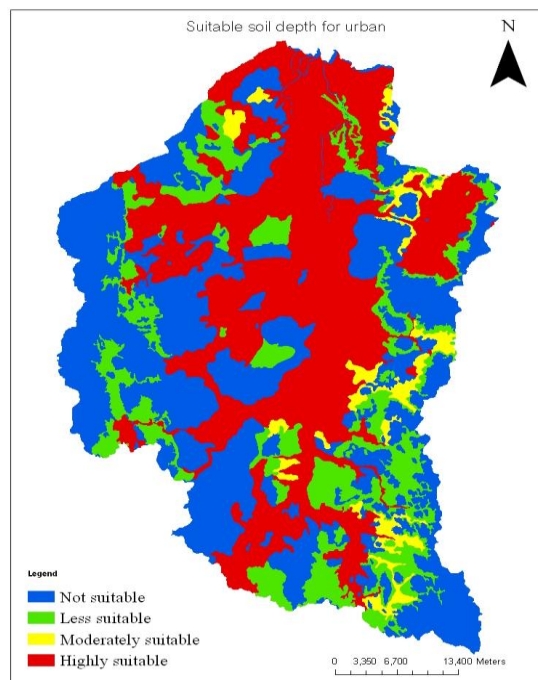 Suitable soil depth for urban
N
Legend
Not suitable
Less suitable
Moderately suitable
Highly suitable
0 3,350 6,700 13,400 Meters